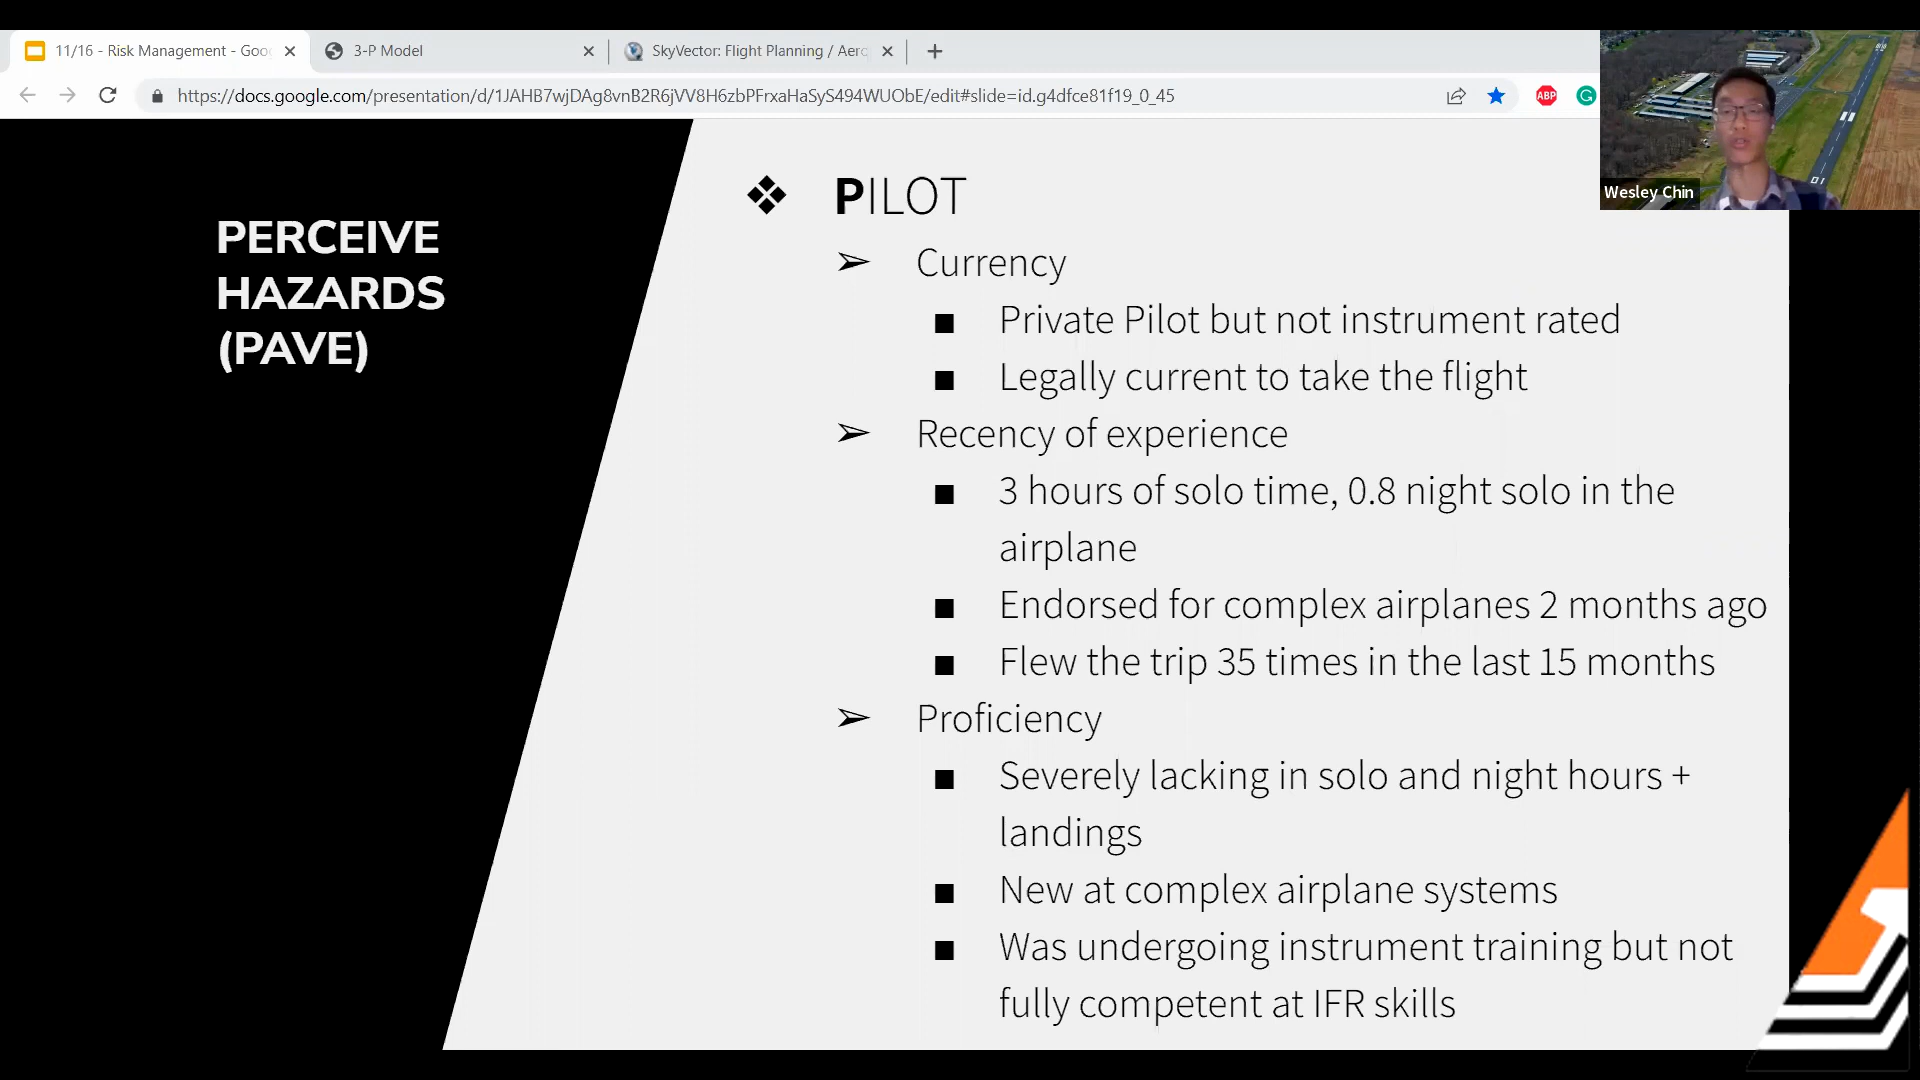 11/16 - Risk Management - Goo
3-P Model
SkyVector: Flight Planning / Aero
https://docs.google.com/presentation/d/1JAHB7wjDAg8vnB2R6jVV8H6zbPFrxaHaSyS494WUObE/edit#slide=id.g4dfce81f19_0_45
ABP
Wesley Chin
PERCEIVE
HAZARDS
(PAVE)
❖ PILOT
➢ Currency
■ Private Pilot but not instrument rated
■ Legally current to take the flight
➢ Recency of experience
■ 3 hours of solo time, 0.8 night solo in the
airplane
■ Endorsed for complex airplanes 2 months ago
■ Flew the trip 35 times in the last 15 months
➢ Proficiency
■ Severely lacking in solo and night hours +
landings
■ New at complex airplane systems
■ Was undergoing instrument training but not
fully competent at IFR skills